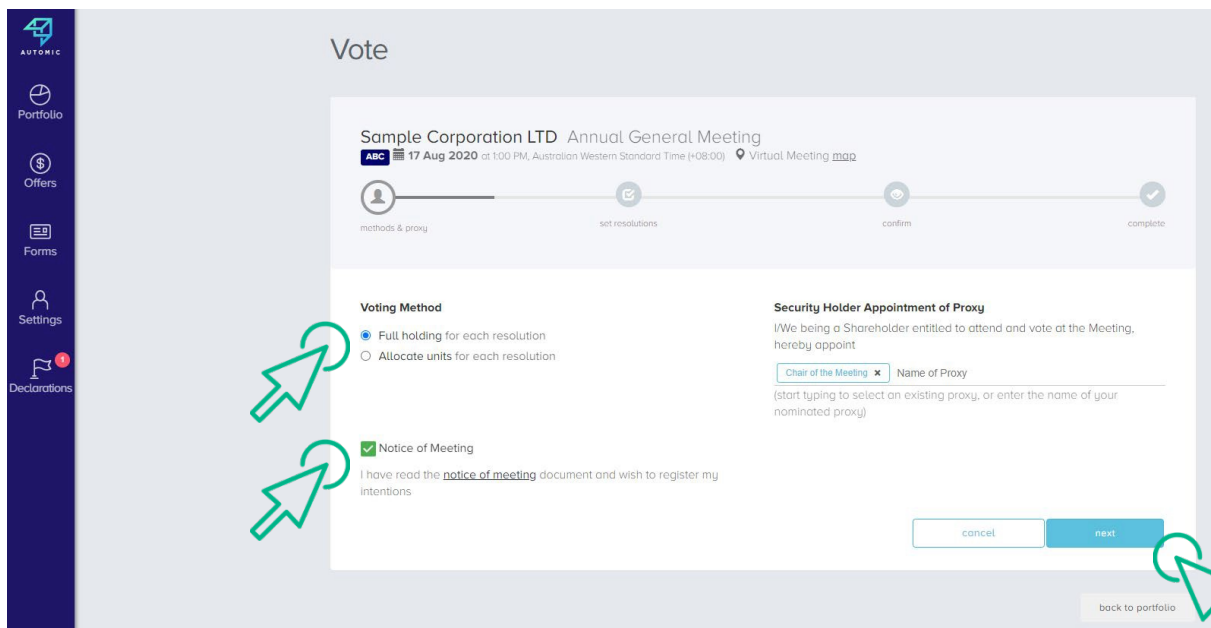 AUTOMIC
Portfolio
Offers
Forms
Settings
1
Declarations
Vote
Sample Corporation LTD Annual General Meeting
ABC 17 Aug 2020 at 1:00 PM, Australian Western Standard Time (+08:00) Virtual Meeting map
methods & proxy set resolutions confirm complete
Voting Method
Full holding for each resolution
Allocate units for each resolution
Security Holder Appointment of Proxy
I/We being a Shareholder entitled to attend and vote at the Meeting,
hereby appoint
Chair of the Meeting × Name of Proxy
(start typing to select an existing proxy, or enter the name of your
nominated proxy)
Notice of Meeting
I have read the notice of meeting document and wish to register my
intentions
cancel next
back to portfolio